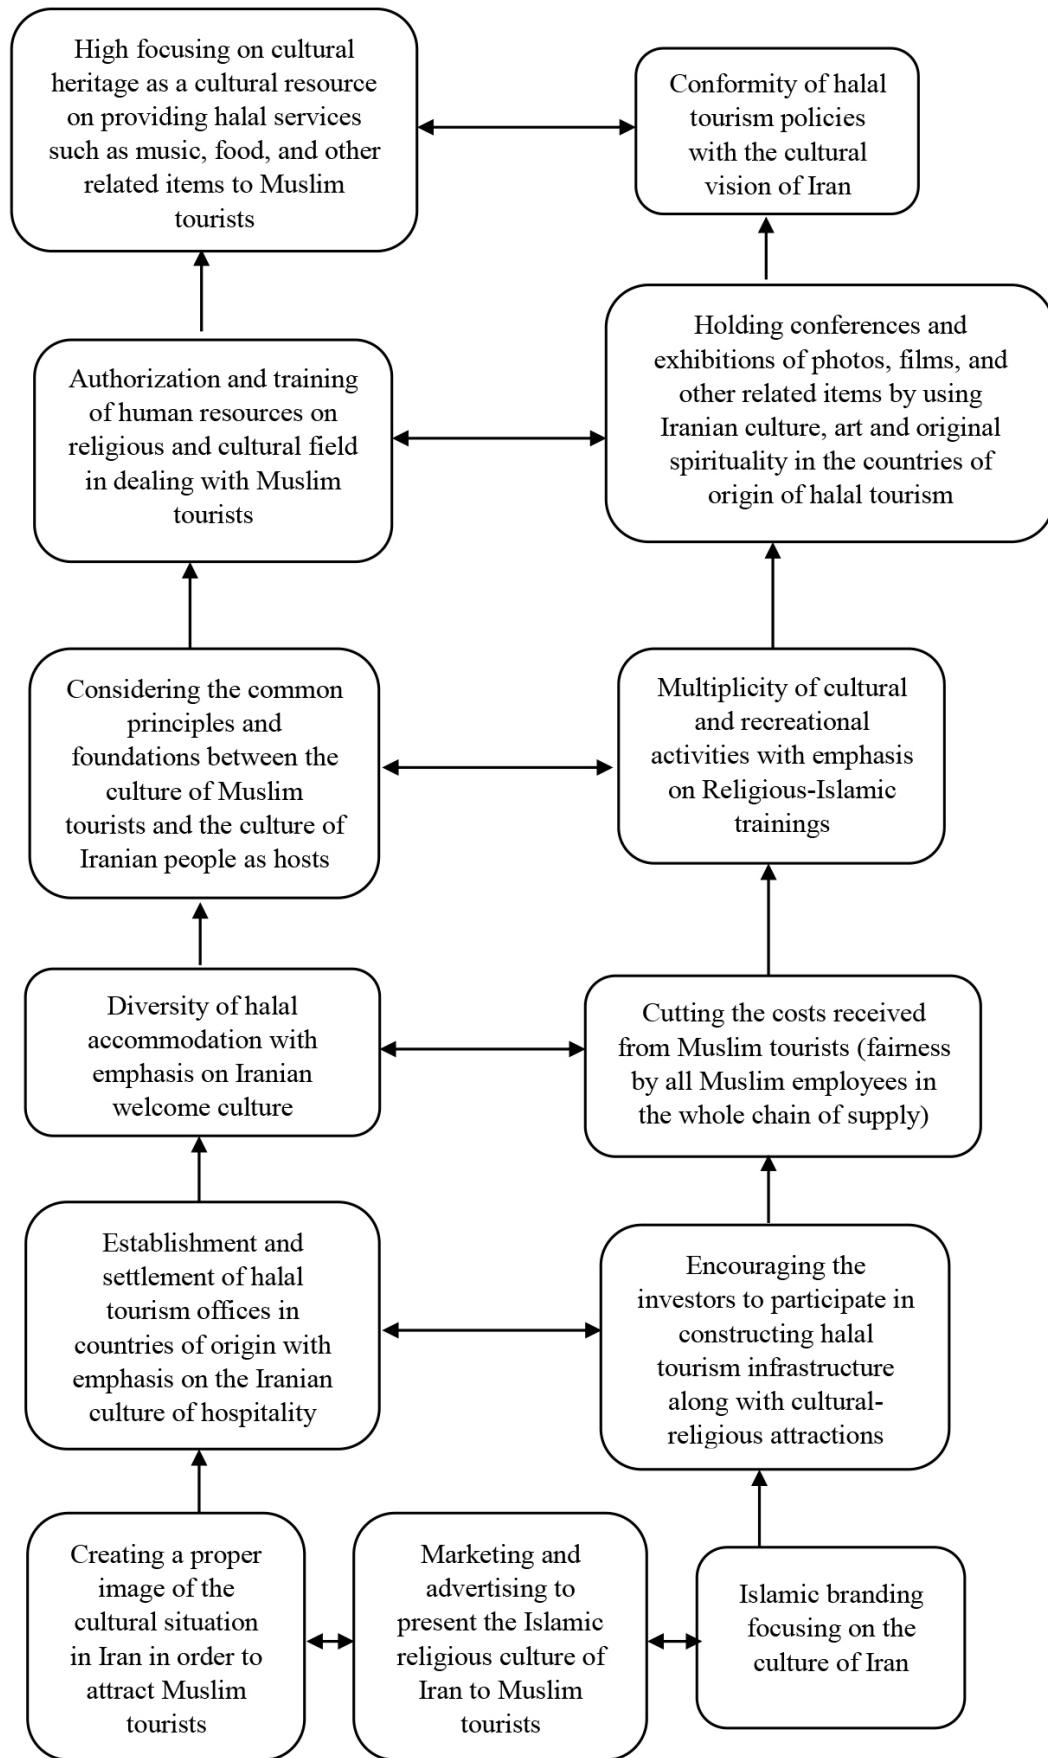 High focusing on cultural
heritage as a cultural resource
on providing halal services
such as music, food, and other
related items to Muslim
tourists
Conformity of halal
tourism policies
with the cultural
vision of Iran
Authorization and training
of human resources on
religious and cultural field
in dealing with Muslim
tourists
Holding conferences and
exhibitions of photos, films, and
other related items by using
Iranian culture, art and original
spirituality in the countries of
origin of halal tourism
Considering the common
principles and
foundations between the
culture of Muslim
tourists and the culture of
Iranian people as hosts
Multiplicity of cultural
and recreational
activities with emphasis
on Religious-Islamic
trainings
Diversity of halal
accommodation with
emphasis on Iranian
welcome culture
Cutting the costs received
from Muslim tourists (fairness
by all Muslim employees in
the whole chain of supply)
Establishment and
settlement of halal
tourism offices in
countries of origin with
emphasis on the Iranian
culture of hospitality
Encouraging the
investors to participate in
constructing halal
tourism infrastructure
along with cultural-
religious attractions
Creating a proper
image of the
cultural situation
in Iran in order to
attract Muslim
tourists
Marketing and
advertising to
present the Islamic
religious culture of
Iran to Muslim
tourists
Islamic branding
focusing on the
culture of Iran